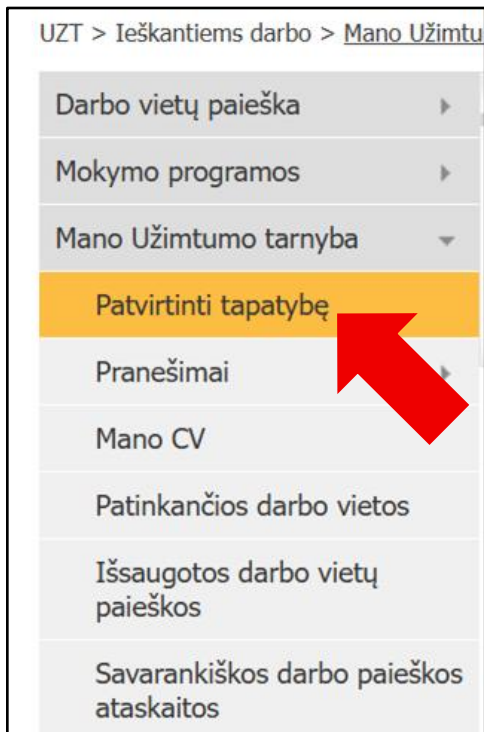 UZT > Ieškantiems darbo > Mano Užimtu
Darbo vietų paieška
Mokymo programos
Mano Užimtumo tarnyba
Patvirtinti tapatybę
Pranešimai
Mano CV
Patinkančios darbo vietos
Išsaugotos darbo vietų
paieškos
Savarankiškos darbo paieškos
ataskaitos